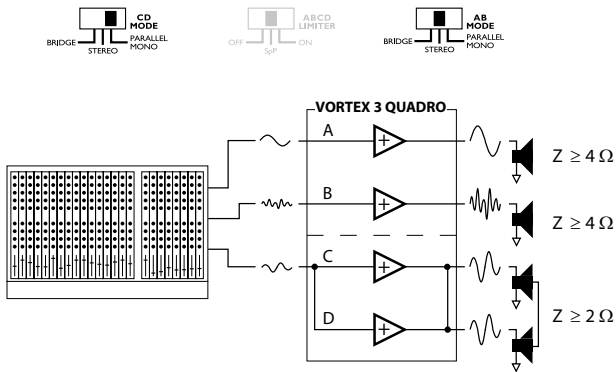 CD
MODE
BRIDGE
STEREO
PARALLEL
MONO
ABCD
LIMITER
OFF
SpP
ON
AB
MODE
BRIDGE
STEREO
PARALLEL
MONO
VORTEX 3 QUADRO
A
Z ≥ 4 Ω
B
Z ≥ 4 Ω
C
D
Z ≥ 2 Ω